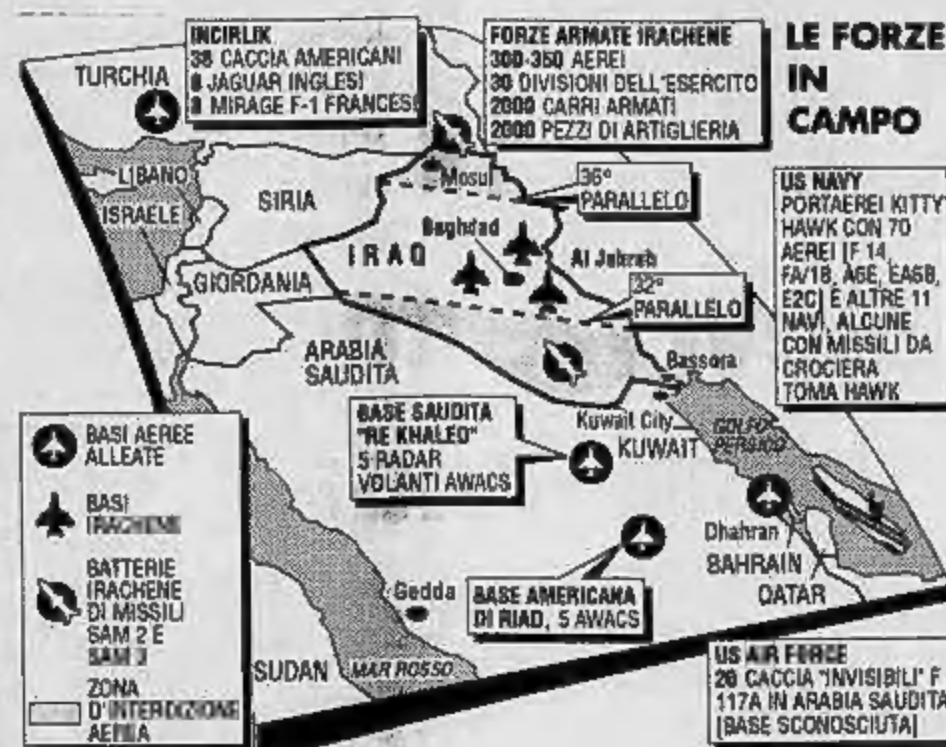 LE FORZE
IN
CAMPO
INCIRLIK
38 CACCIA AMERICANI
8 JAGUAR INGLESI
8 MIRAGE F-1 FRANCESI
FORZE ARMATE IRACHENE
300-350 AEREI
30 DIVISIONI DELL'ESERCITO
2000 CARRI ARMATI
2000 PEZZI DI ARTIGLIERIA
US NAVY
PORTAEREI KITTY
HAWK CON 70
AEREI [F 14,
FA/18, A6E, EA6B,
E2C] E ALTRE 11
NAVI, ALCUNE
CON MISSILI DA
CROCIERA
TOMA HAWK
TURCHIA
LIBANO
ISRAELE
SIRIA
GIORDANIA
Mosul
36°
PARALLELO
Baghdad
IRAQ
Al Jahrah
32°
PARALLELO
ARABIA
SAUDITA
Bassora
Kuwait City
KUWAIT
GOLFO
PERSICO
BASE SAUDITA
"RE KHALED"
5 RADAR
VOLANTI AWACS
Dhahran
BAHRAIN
QATAR
Gedda
BASE AMERICANA
DI RIAD, 5 AWACS
SUDAN
MAR ROSSO
US AIR FORCE
20 CACCIA "INVISIBILI" F
117A IN ARABIA SAUDITA
[BASE SCONOSCIUTA]
BASI AEREE
ALLEATE
BASI
IRACHENE
BATTERIE
IRACHENE
DI MISSILI
SAM 2 E
SAM 3
ZONA
D'INTERDIZIONE
AEREA